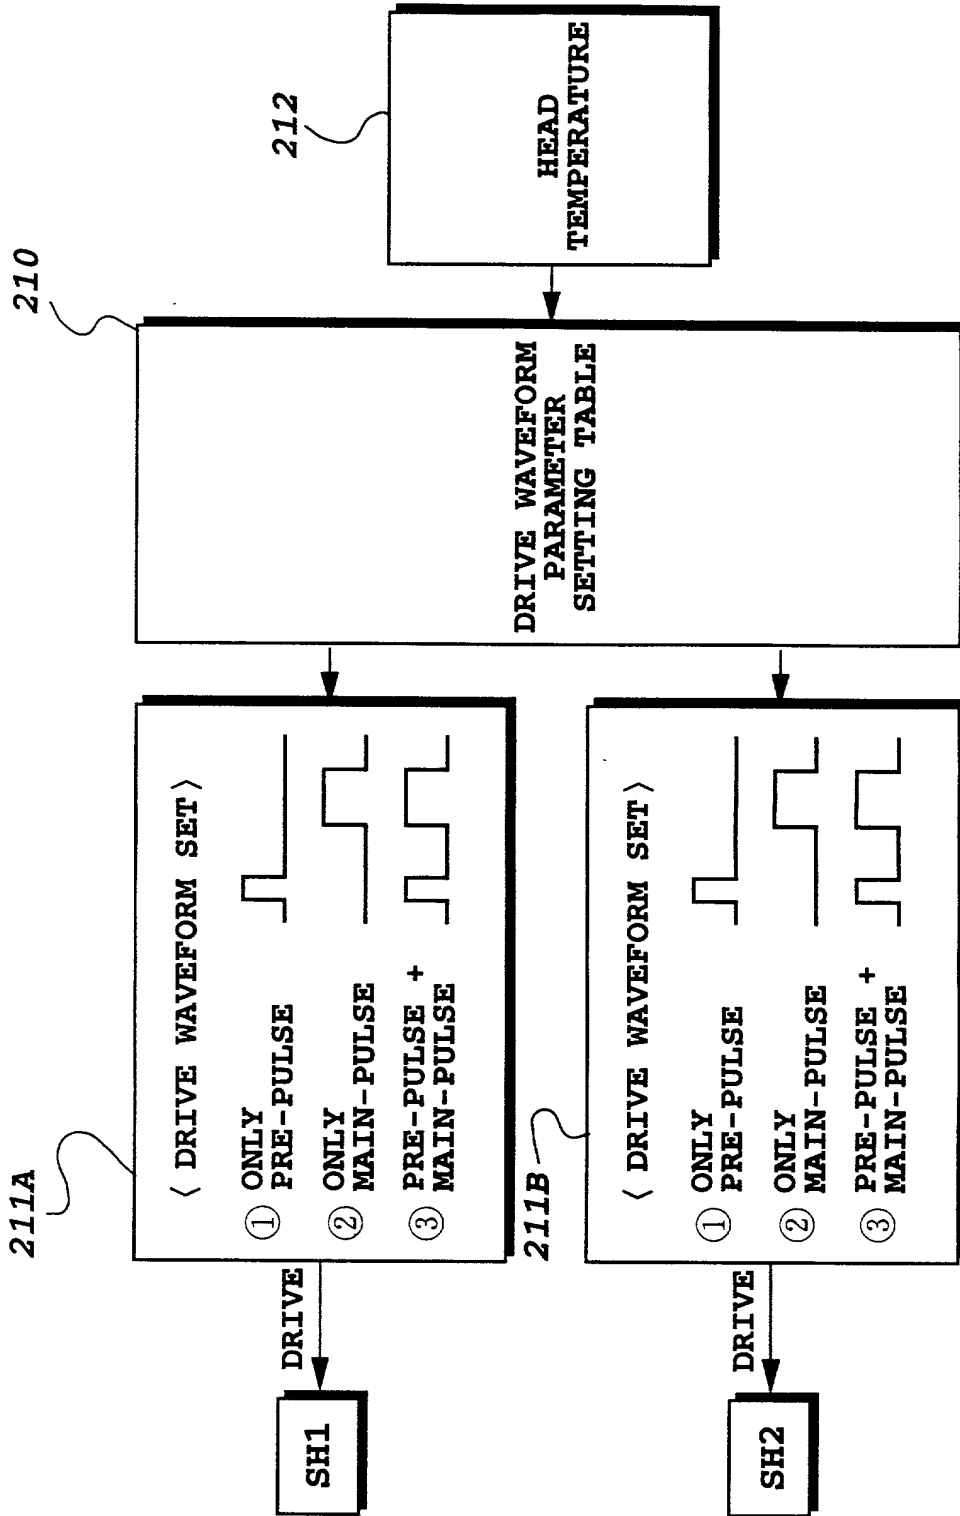 SH1
DRIVE
211A
< DRIVE WAVEFORM SET >
① ONLY
PRE-PULSE
② ONLY
MAIN-PULSE
③ PRE-PULSE +
MAIN-PULSE
210
DRIVE WAVEFORM
PARAMETER
SETTING TABLE
212
HEAD
TEMPERATURE
SH2
DRIVE
211B
< DRIVE WAVEFORM SET >
① ONLY
PRE-PULSE
② ONLY
MAIN-PULSE
③ PRE-PULSE +
MAIN-PULSE